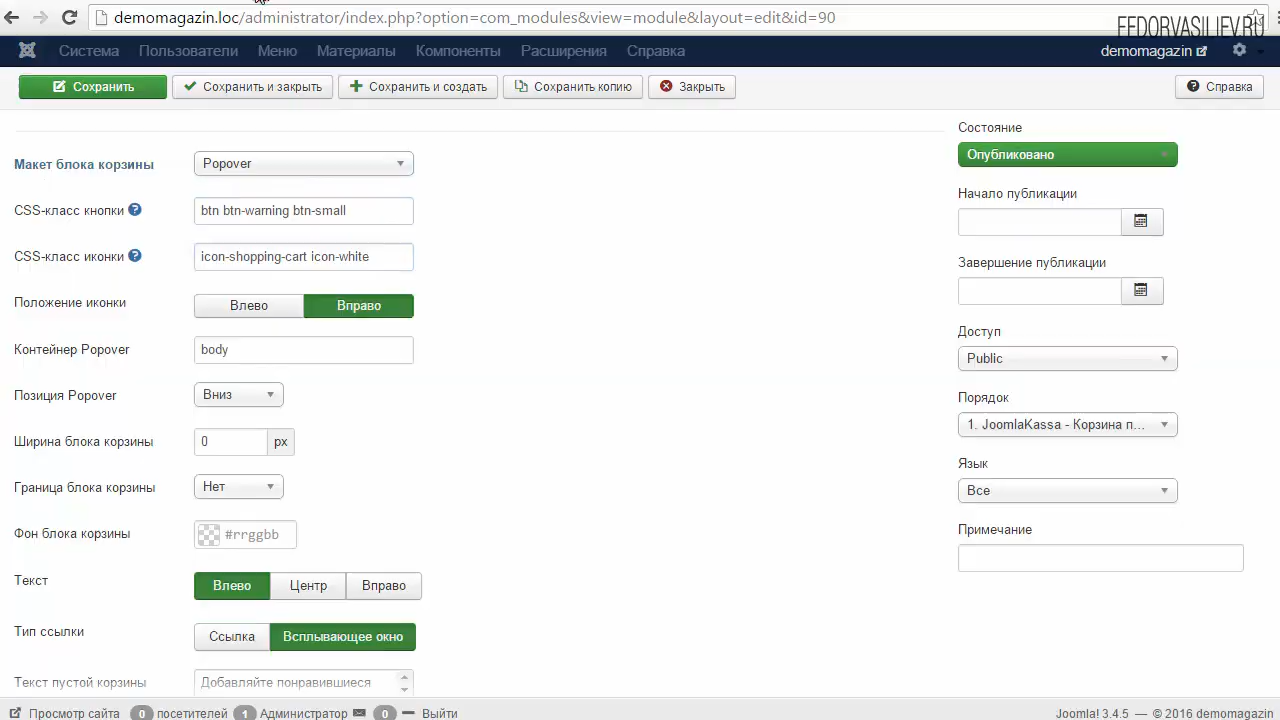 demomagazin.loc/administrator/index.php?option=com_modules&view=module&layout=edit&id=90
FEDORVASILIEV.RU
Система Пользователи Меню Материалы Компоненты Расширения Справка demomagazin
Сохранить Сохранить и закрыть Сохранить и создать Сохранить копию Закрыть Справка
Макет блока корзины Popover
CSS-класс кнопки btn btn-warning btn-small
CSS-класс иконки icon-shopping-cart icon-white
Положение иконки Влево Вправо
Контейнер Popover body
Позиция Popover Вниз
Ширина блока корзины 0 px
Граница блока корзины Нет
Фон блока корзины #rrggbb
Текст Влево Центр Вправо
Тип ссылки Ссылка Всплывающее окно
Текст пустой корзины Добавляйте понравившиеся
Состояние
Опубликовано
Начало публикации
Завершение публикации
Доступ
Public
Порядок
1. JoomlaKassa - Корзина п...
Язык
Все
Примечание
Просмотр сайта 0 посетителей 1 Администратор 0 Выйти Joomla! 3.4.5 — © 2016 demomagazin